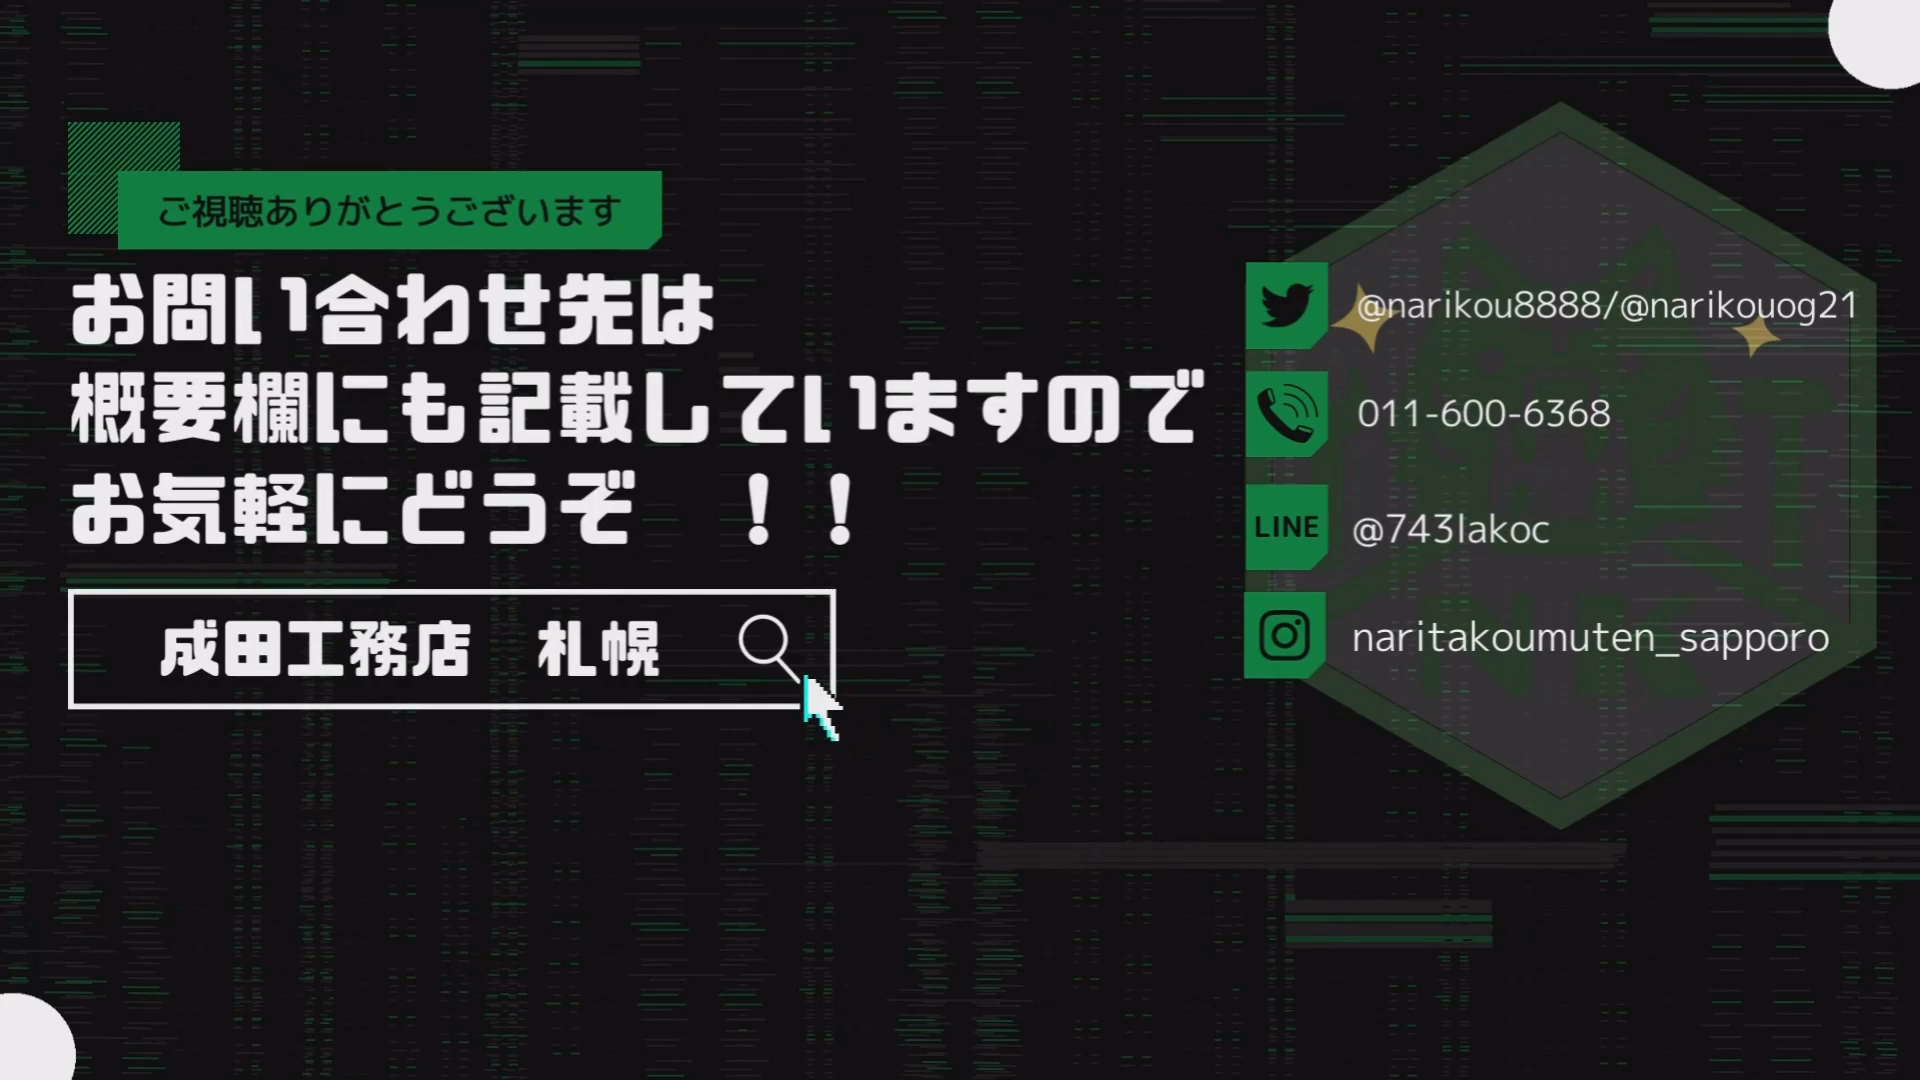 ご視聴ありがとうございます
お問い合わせ先は
概要欄にも記載していますので
お気軽にどうぞ　！！
成田工務店　札幌
@narikou8888/@narikouog21
011-600-6368
LINE @743lakoc
naritakoumuten_sapporo